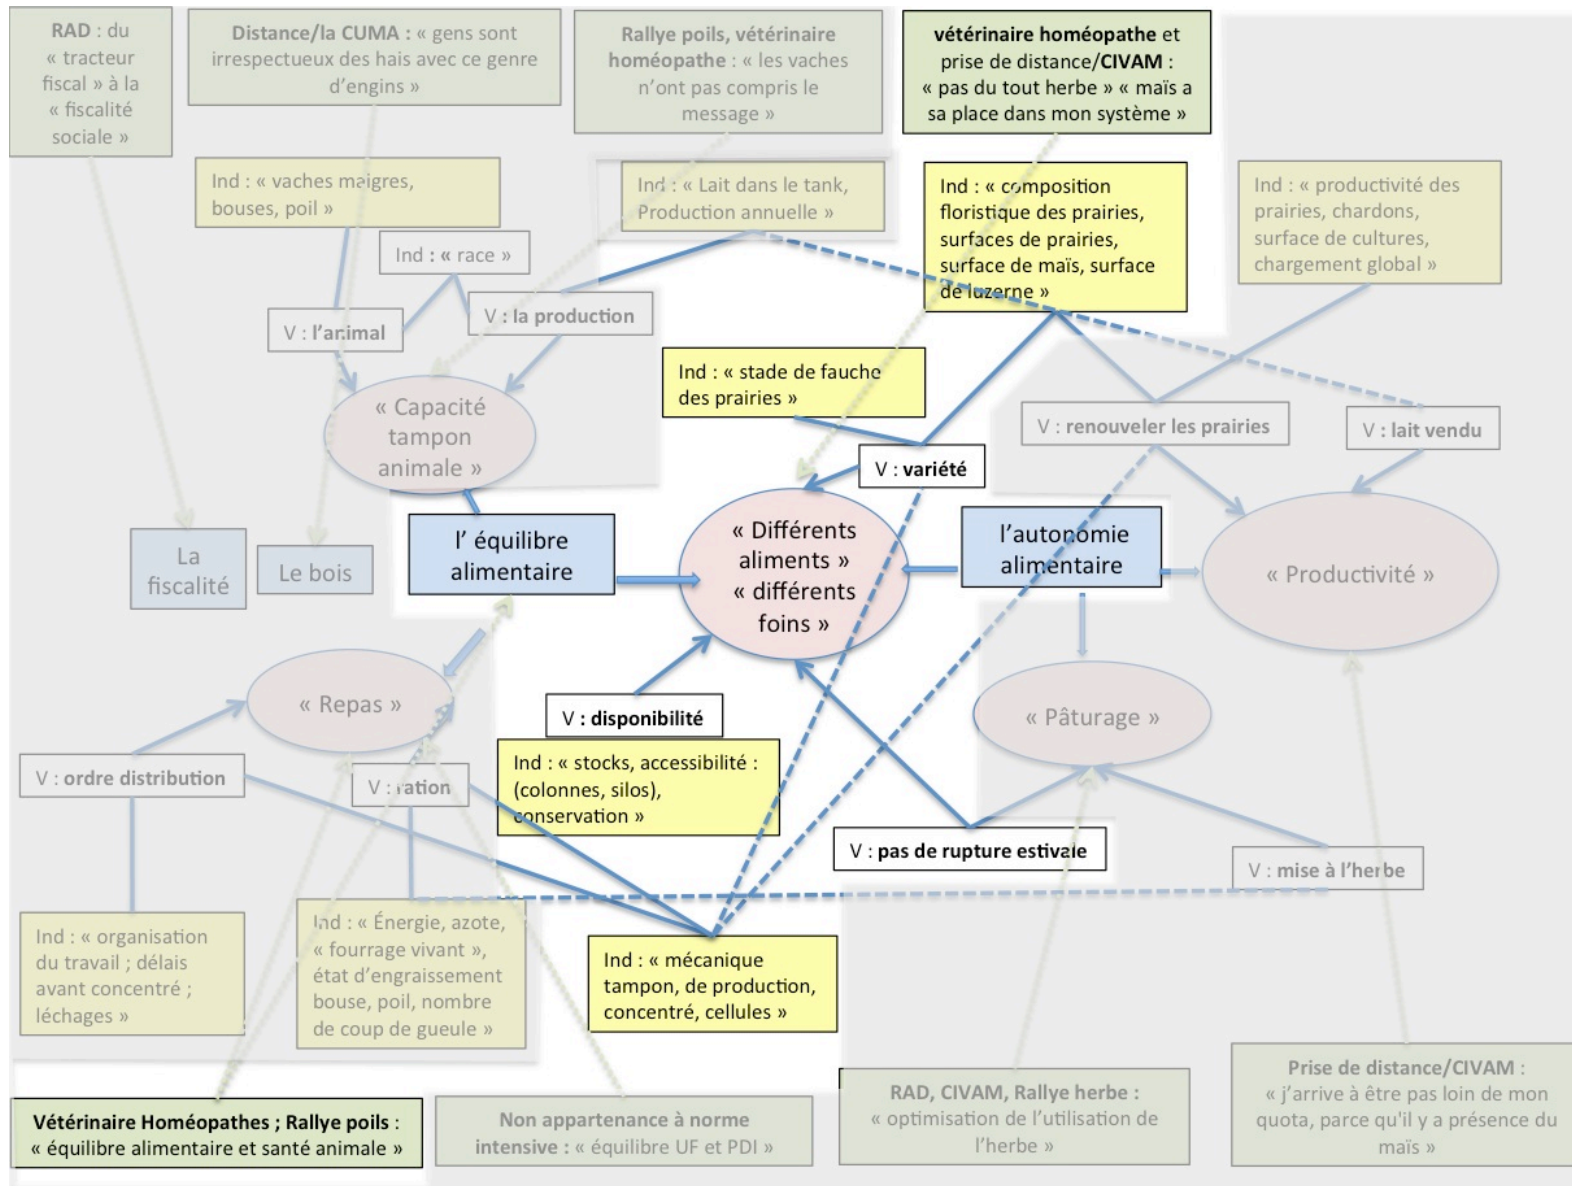 RAD : du
« tracteur
fiscal » à la
« fiscalité
sociale »
Distance/la CUMA : « gens sont
irrespectueux des hais avec ce genre
d’engins »
Rallye poils, vétérinaire
homéopathe : « les vaches
n’ont pas compris le
message »
vétérinaire homéopathe et
prise de distance/CIVAM :
« pas du tout herbe » « maïs a
sa place dans mon système »
Ind : « vaches maigres,
bouses, poil »
Ind : « race »
Ind : « Lait dans le tank,
Production annuelle »
Ind : « composition
floristique des prairies,
surfaces de prairies,
surface de maïs, surface
de luzerne »
Ind : « productivité des
prairies, chardons,
surface de cultures,
chargement global »
V : l’animal
V : la production
Ind : « stade de fauche
des prairies »
« Capacité
tampon
animale »
V : variété
V : renouveler les prairies
V : lait vendu
La
fiscalité
Le bois
l’ équilibre
alimentaire
« Différents
aliments »
« différents
foins »
l’autonomie
alimentaire
« Productivité »
« Repas »
V : disponibilité
« Pâturage »
V : ordre distribution
V : ration
Ind : « stocks, accessibilité :
(colonnes, silos),
conservation »
V : pas de rupture estivale
V : mise à l’herbe
Ind : « organisation
du travail ; délais
avant concentré ;
léchages »
Ind : « Énergie, azote,
« fourrage vivant »,
état d’engraissement
bouse, poil, nombre
de coup de gueule »
Ind : « mécanique
tampon, de production,
concentré, cellules »
Vétérinaire Homéopathes ; Rallye poils :
« équilibre alimentaire et santé animale »
Non appartenance à norme
intensive : « équilibre UF et PDI »
RAD, CIVAM, Rallye herbe :
« optimisation de l’utilisation de
l’herbe »
Prise de distance/CIVAM :
« j’arrive à être pas loin de mon
quota, parce qu'il y a présence du
maïs »